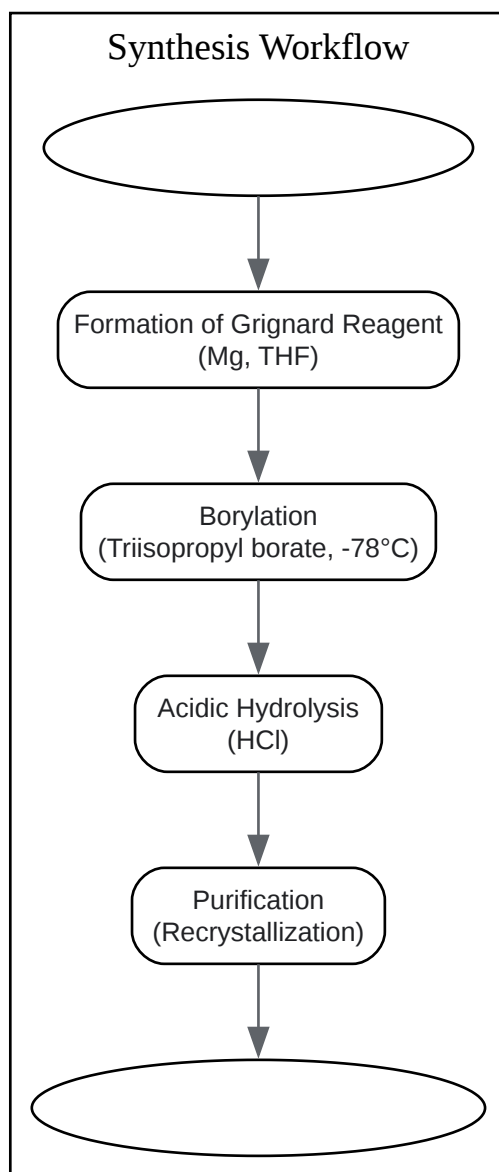 Synthesis Workflow
Formation of Grignard Reagent
(Mg, THF)
Borylation
(Triisopropyl borate, -78°C)
Acidic Hydrolysis
(HCl)
Purification
(Recrystallization)